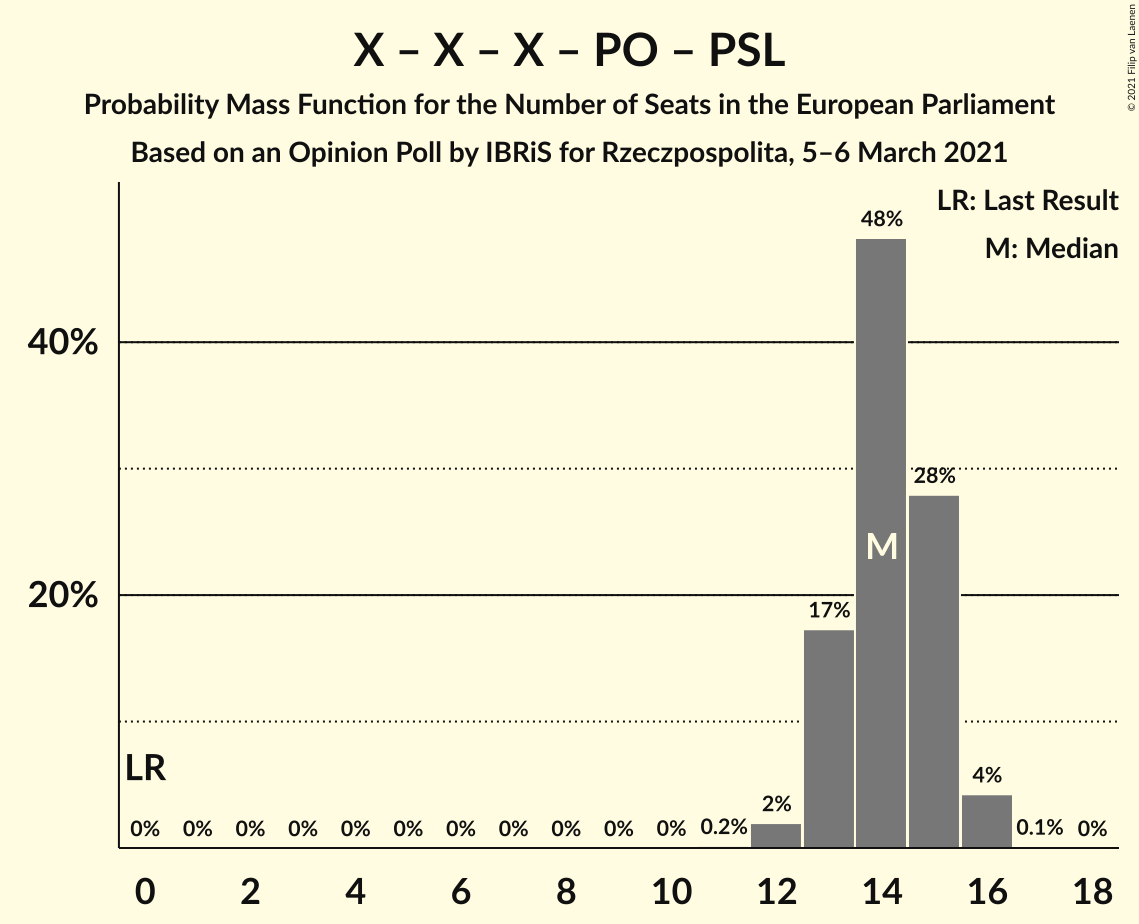 X – X – X – PO – PSL
Probability Mass Function for the Number of Seats in the European Parliament
Based on an Opinion Poll by IBRiS for Rzeczpospolita, 5–6 March 2021
© 2021 Filip van Laenen
LR: Last Result
M: Median
48%
40%
28%
M
20%
17%
LR
4%
2%
0% 0% 0% 0% 0% 0% 0% 0% 0% 0% 0% 0.2% 0.1% 0%
0 2 4 6 8 10 12 14 16 18